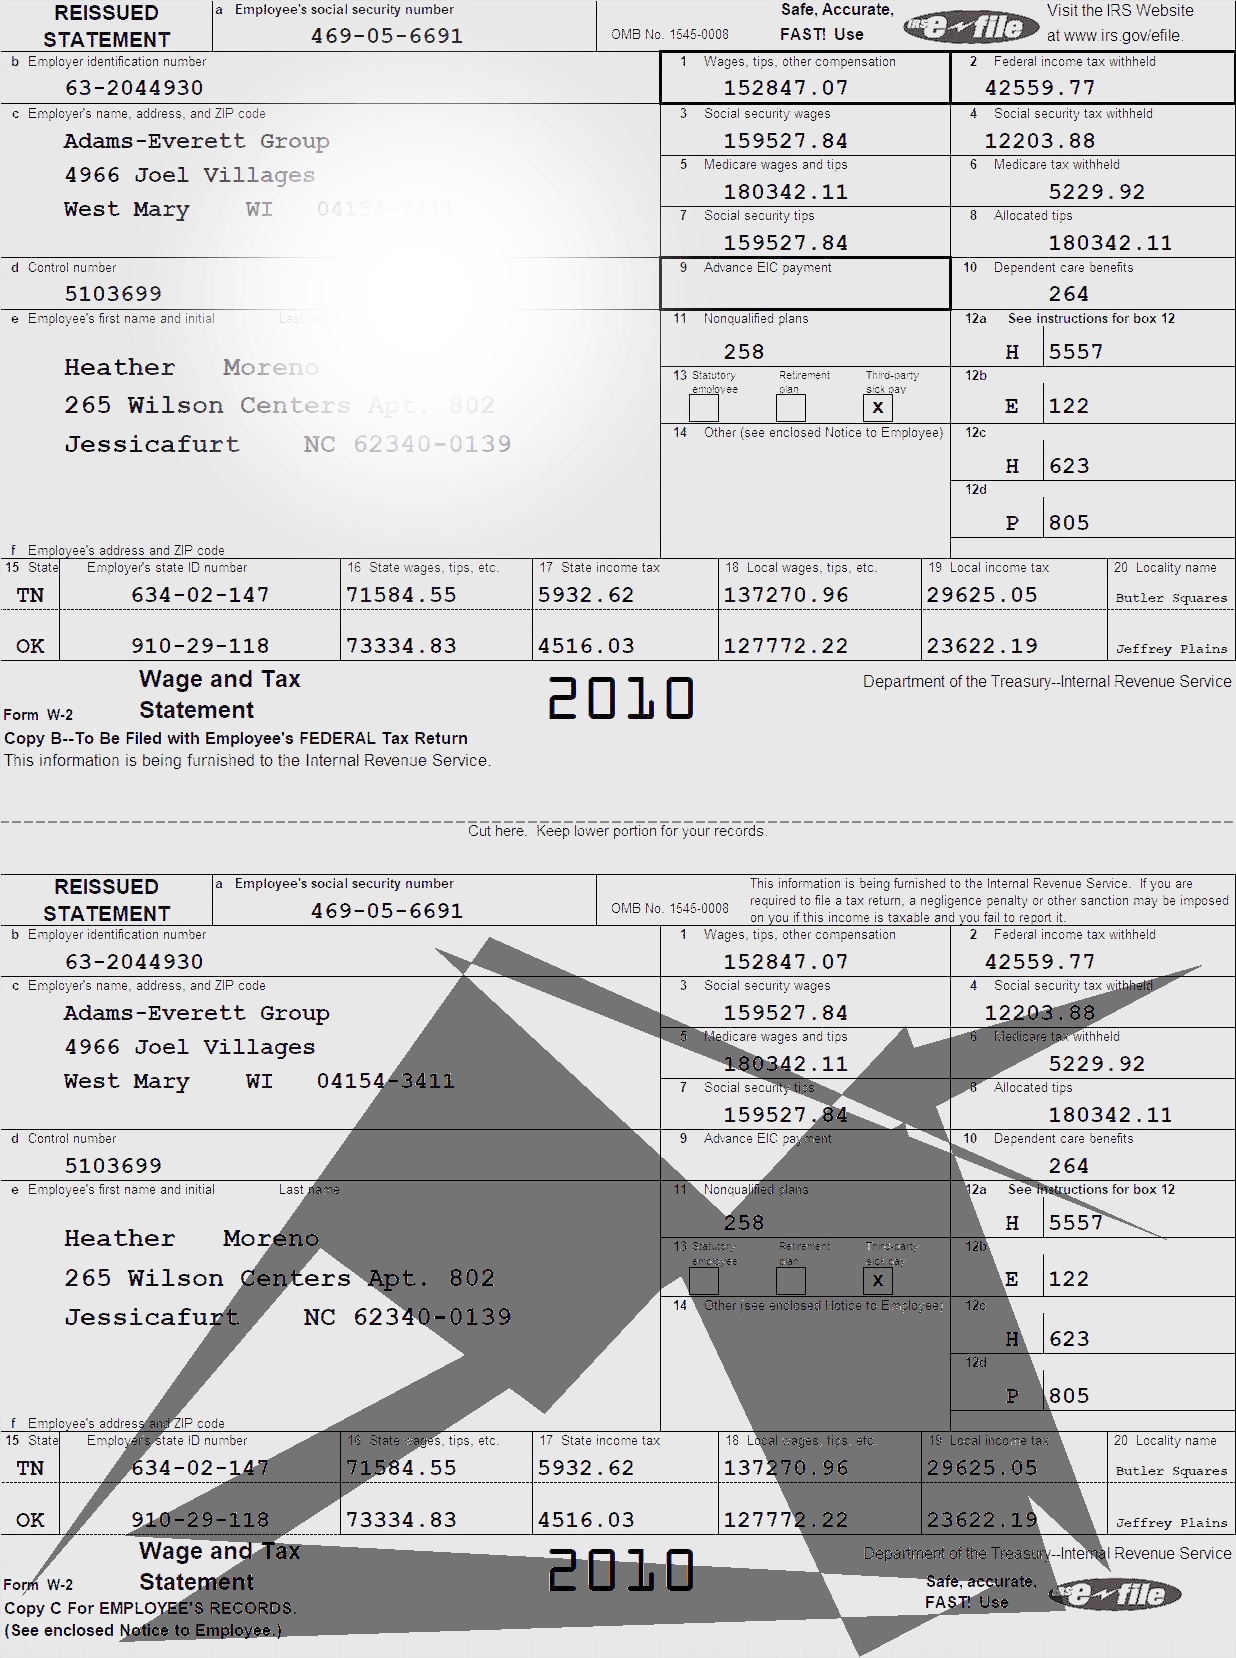 REISSUED STATEMENT
a Employee's social security number
469-05-6691
OMB No. 1545-0008
Safe, Accurate, FAST! Use
IRS e-file
Visit the IRS Website at www.irs.gov/efile.
b Employer identification number
63-2044930
1 Wages, tips, other compensation
152847.07
2 Federal income tax withheld
42559.77
c Employer's name, address, and ZIP code
Adams-Everett Group
4966 Joel Villages
West Mary WI 04154-3411
3 Social security wages
159527.84
4 Social security tax withheld
12203.88
5 Medicare wages and tips
180342.11
6 Medicare tax withheld
5229.92
7 Social security tips
159527.84
8 Allocated tips
180342.11
d Control number
5103699
9 Advance EIC payment
10 Dependent care benefits
264
e Employee's first name and initial Last name
Heather Moreno
265 Wilson Centers Apt. 802
Jessicafurt NC 62340-0139
11 Nonqualified plans
258
12a See instructions for box 12
H 5557
13 Statutory employee Retirement plan Third-party sick pay
X
12b
E 122
14 Other (see enclosed Notice to Employee)
12c
H 623
12d
P 805
f Employee's address and ZIP code
15 State Employer's state ID number 16 State wages, tips, etc. 17 State income tax 18 Local wages, tips, etc. 19 Local income tax 20 Locality name
TN 634-02-147 71584.55 5932.62 137270.96 29625.05 Butler Squares
OK 910-29-118 73334.83 4516.03 127772.22 23622.19 Jeffrey Plains
Form W-2 Wage and Tax Statement
2010
Department of the Treasury--Internal Revenue Service
Copy B--To Be Filed with Employee's FEDERAL Tax Return
This information is being furnished to the Internal Revenue Service.
Cut here. Keep lower portion for your records.
REISSUED STATEMENT
a Employee's social security number
469-05-6691
OMB No. 1545-0008
This information is being furnished to the Internal Revenue Service. If you are
required to file a tax return, a negligence penalty or other sanction may be imposed
on you if this income is taxable and you fail to report it.
b Employer identification number
63-2044930
1 Wages, tips, other compensation
152847.07
2 Federal income tax withheld
42559.77
c Employer's name, address, and ZIP code
Adams-Everett Group
4966 Joel Villages
West Mary WI 04154-3411
3 Social security wages
159527.84
4 Social security tax withheld
12203.88
5 Medicare wages and tips
180342.11
6 Medicare tax withheld
5229.92
7 Social security tips
159527.84
8 Allocated tips
180342.11
d Control number
5103699
9 Advance EIC payment
10 Dependent care benefits
264
e Employee's first name and initial Last name
Heather Moreno
265 Wilson Centers Apt. 802
Jessicafurt NC 62340-0139
11 Nonqualified plans
258
12a See instructions for box 12
H 5557
13 Statutory employee Retirement plan Third-party sick pay
X
12b
E 122
14 Other (see enclosed Notice to Employee)
12c
H 623
12d
P 805
f Employee's address and ZIP code
15 State Employer's state ID number 16 State wages, tips, etc. 17 State income tax 18 Local wages, tips, etc. 19 Local income tax 20 Locality name
TN 634-02-147 71584.55 5932.62 137270.96 29625.05 Butler Squares
OK 910-29-118 73334.83 4516.03 127772.22 23622.19 Jeffrey Plains
Form W-2 Wage and Tax Statement
2010
Department of the Treasury--Internal Revenue Service
Safe, accurate, FAST! Use
IRS e-file
Copy C For EMPLOYEE'S RECORDS.
(See enclosed Notice to Employee.)